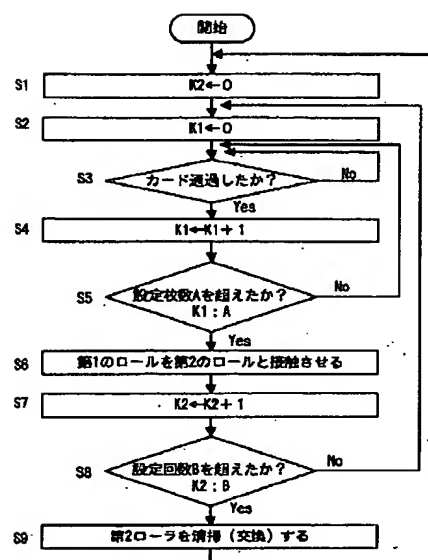 開始
S1
K2←0
S2
K1←0
S3
カード通過したか？
No
Yes
S4
K1←K1＋1
S5
設定枚数Aを超えたか？
K1：A
No
Yes
S6
第1のロールを第2のロールと接触させる
S7
K2←K2＋1
S8
設定回数Bを超えたか？
K2：B
No
Yes
S9
第2ローラを清掃（交換）する